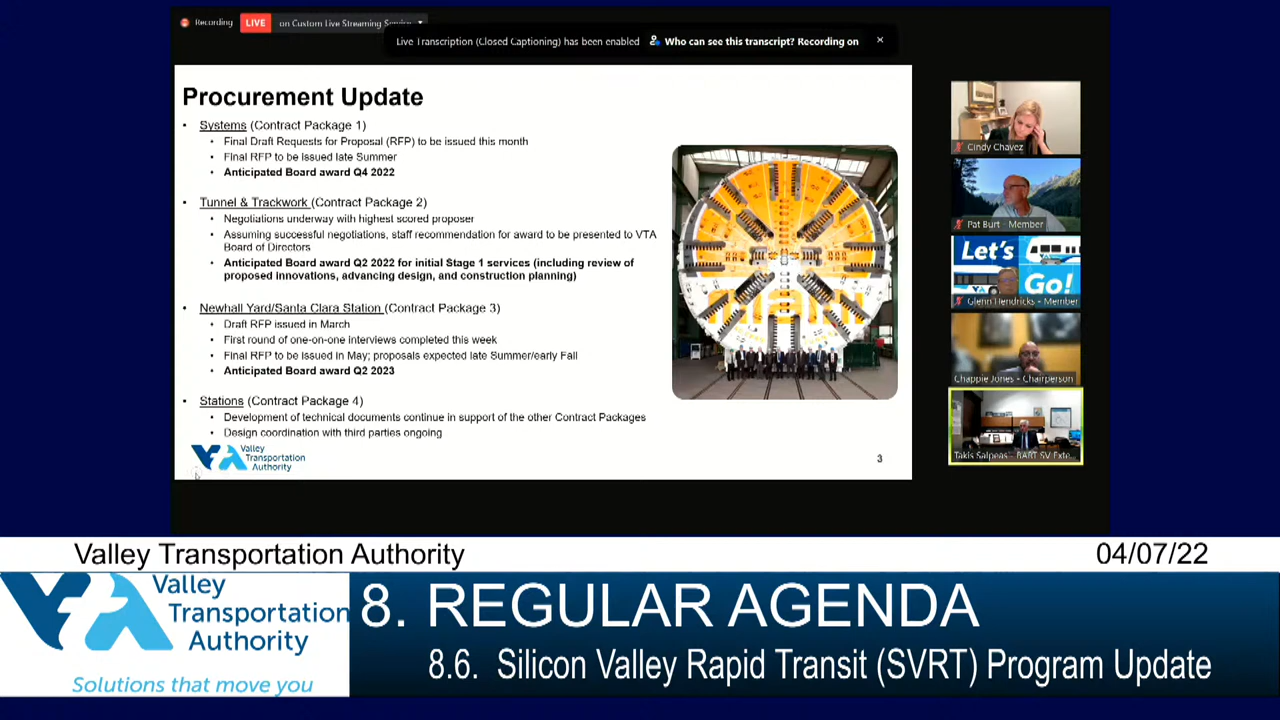 Recording LIVE on Custom Live Streaming Service
Live Transcription (Closed Captioning) has been enabled Who can see this transcript? Recording on
Procurement Update
• Systems (Contract Package 1)
• Final Draft Requests for Proposal (RFP) to be issued this month
• Final RFP to be issued late Summer
• Anticipated Board award Q4 2022
• Tunnel & Trackwork (Contract Package 2)
• Negotiations underway with highest scored proposer
• Assuming successful negotiations, staff recommendation for award to be presented to VTA
Board of Directors
• Anticipated Board award Q2 2022 for initial Stage 1 services (including review of
proposed innovations, advancing design, and construction planning)
• Newhall Yard/Santa Clara Station (Contract Package 3)
• Draft RFP issued in March
• First round of one-on-one interviews completed this week
• Final RFP to be issued in May; proposals expected late Summer/early Fall
• Anticipated Board award Q2 2023
• Stations (Contract Package 4)
• Development of technical documents continue in support of the other Contract Packages
• Design coordination with third parties ongoing
Valley
Transportation
Authority
3
Cindy Chavez
Pat Burt - Member
Let's
Go!
Glenn Hendricks - Member
Chappie Jones - Chairperson
Takis Salpeas - BART SV Exte...
Valley Transportation Authority 04/07/22
Valley
Transportation
Authority
Solutions that move you
8. REGULAR AGENDA
8.6. Silicon Valley Rapid Transit (SVRT) Program Update